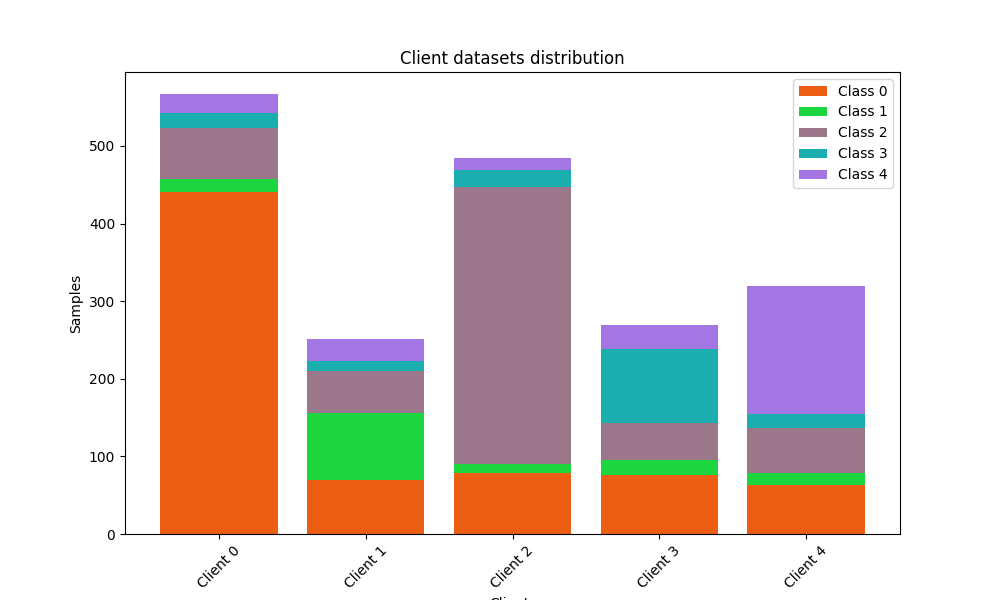 Client datasets distribution
Class 0
Class 1
Class 2
Class 3
Class 4
500
400
300
200
100
0
Samples
Client 0
Client 1
Client 2
Client 3
Client 4